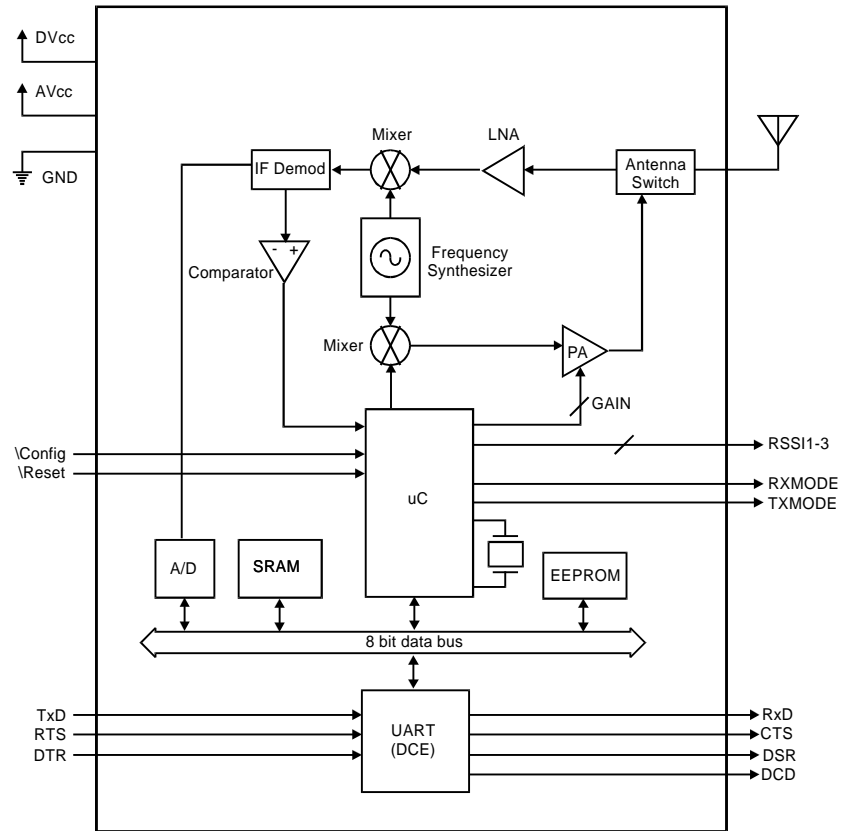 DVcc
AVcc
GND
Mixer
LNA
IF Demod
Antenna
Switch
- +
Comparator
Frequency
Synthesizer
Mixer
PA
GAIN
\Config
\Reset
uC
RSSI1-3
RXMODE
TXMODE
A/D
SRAM
EEPROM
8 bit data bus
TxD
RTS
DTR
UART
(DCE)
RxD
CTS
DSR
DCD